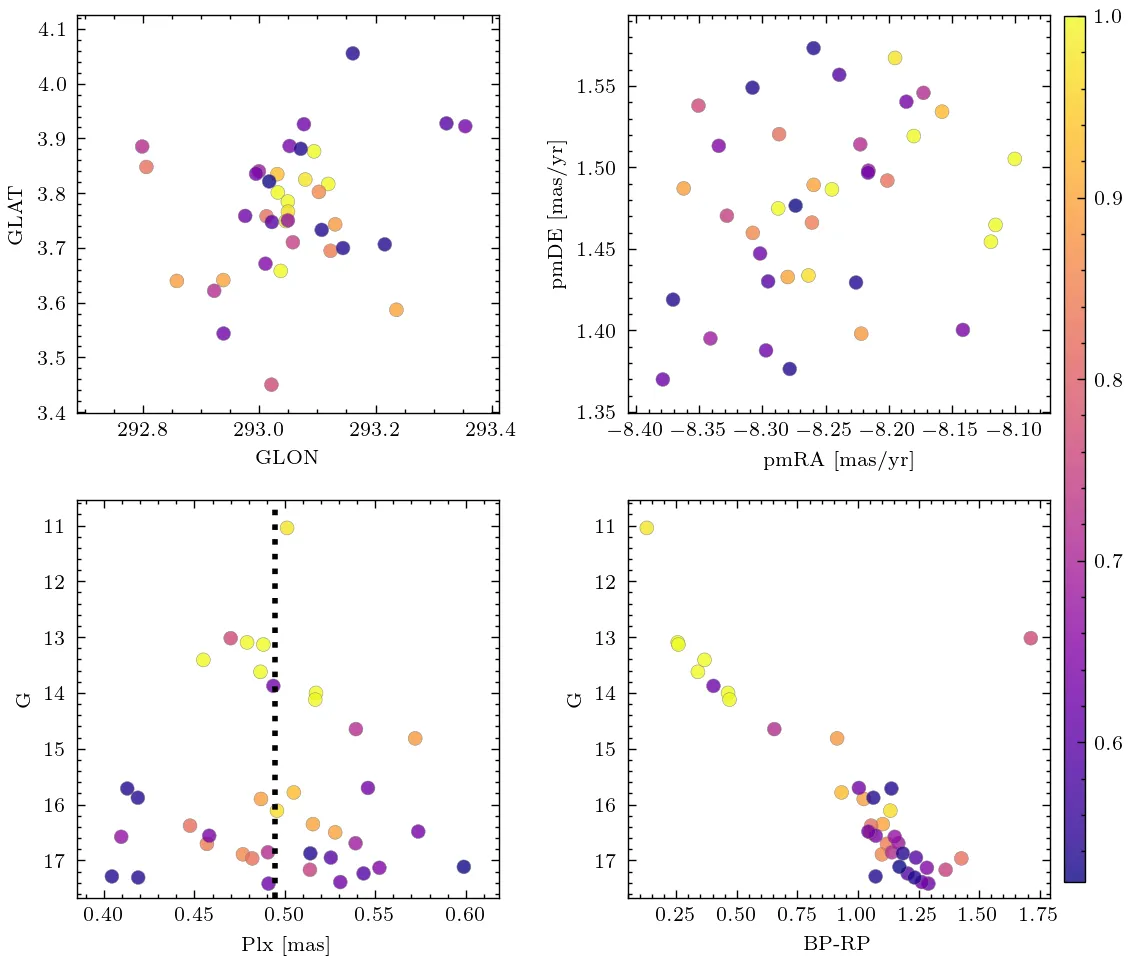 4.1
4.0
3.9
3.8
3.7
3.6
3.5
3.4
GLAT
292.8 293.0 293.2 293.4
GLON
1.55
1.50
1.45
1.40
1.35
pmDE [mas/yr]
−8.40 −8.35 −8.30 −8.25 −8.20 −8.15 −8.10
pmRA [mas/yr]
1.0
0.9
0.8
0.7
0.6
11
12
13
14
15
16
17
G
0.40 0.45 0.50 0.55 0.60
Plx [mas]
11
12
13
14
15
16
17
G
0.25 0.50 0.75 1.00 1.25 1.50 1.75
BP-RP